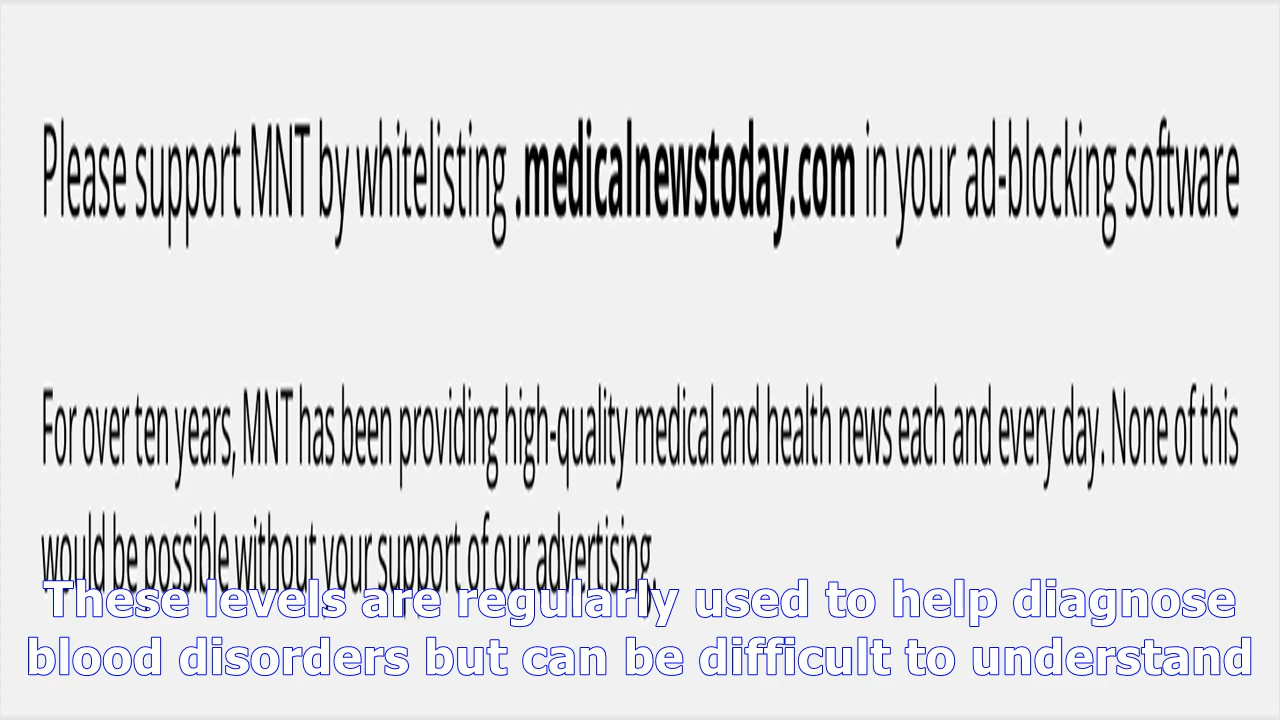 Please support MNT by whitelisting .medicalnewstoday.com in your ad-blocking software
For over ten years, MNT has been providing high-quality medical and health news each and every day. None of this
would be possible without your support of our advertising.
These levels are regularly used to help diagnose
blood disorders but can be difficult to understand